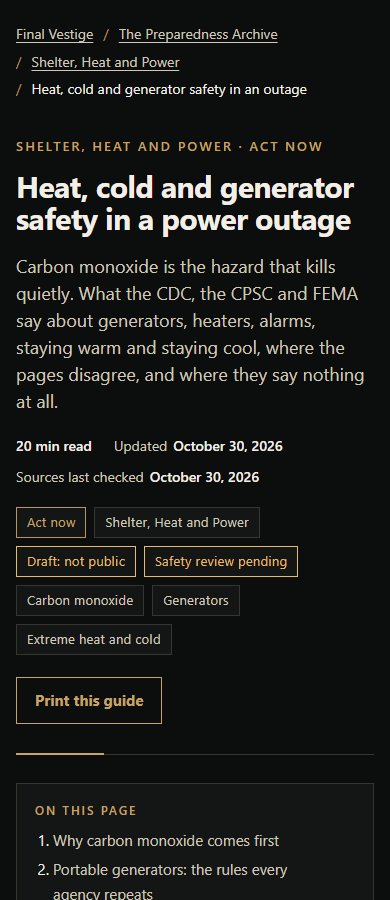 Final Vestige / The Preparedness Archive
/ Shelter, Heat and Power
/ Heat, cold and generator safety in an outage
SHELTER, HEAT AND POWER · ACT NOW
Heat, cold and generator
safety in a power outage
Carbon monoxide is the hazard that kills
quietly. What the CDC, the CPSC and FEMA
say about generators, heaters, alarms,
staying warm and staying cool, where the
pages disagree, and where they say nothing
at all.
20 min read Updated October 30, 2026
Sources last checked October 30, 2026
Act now Shelter, Heat and Power
Draft: not public Safety review pending
Carbon monoxide Generators
Extreme heat and cold
Print this guide
ON THIS PAGE
1. Why carbon monoxide comes first
2. Portable generators: the rules every
agency repeats